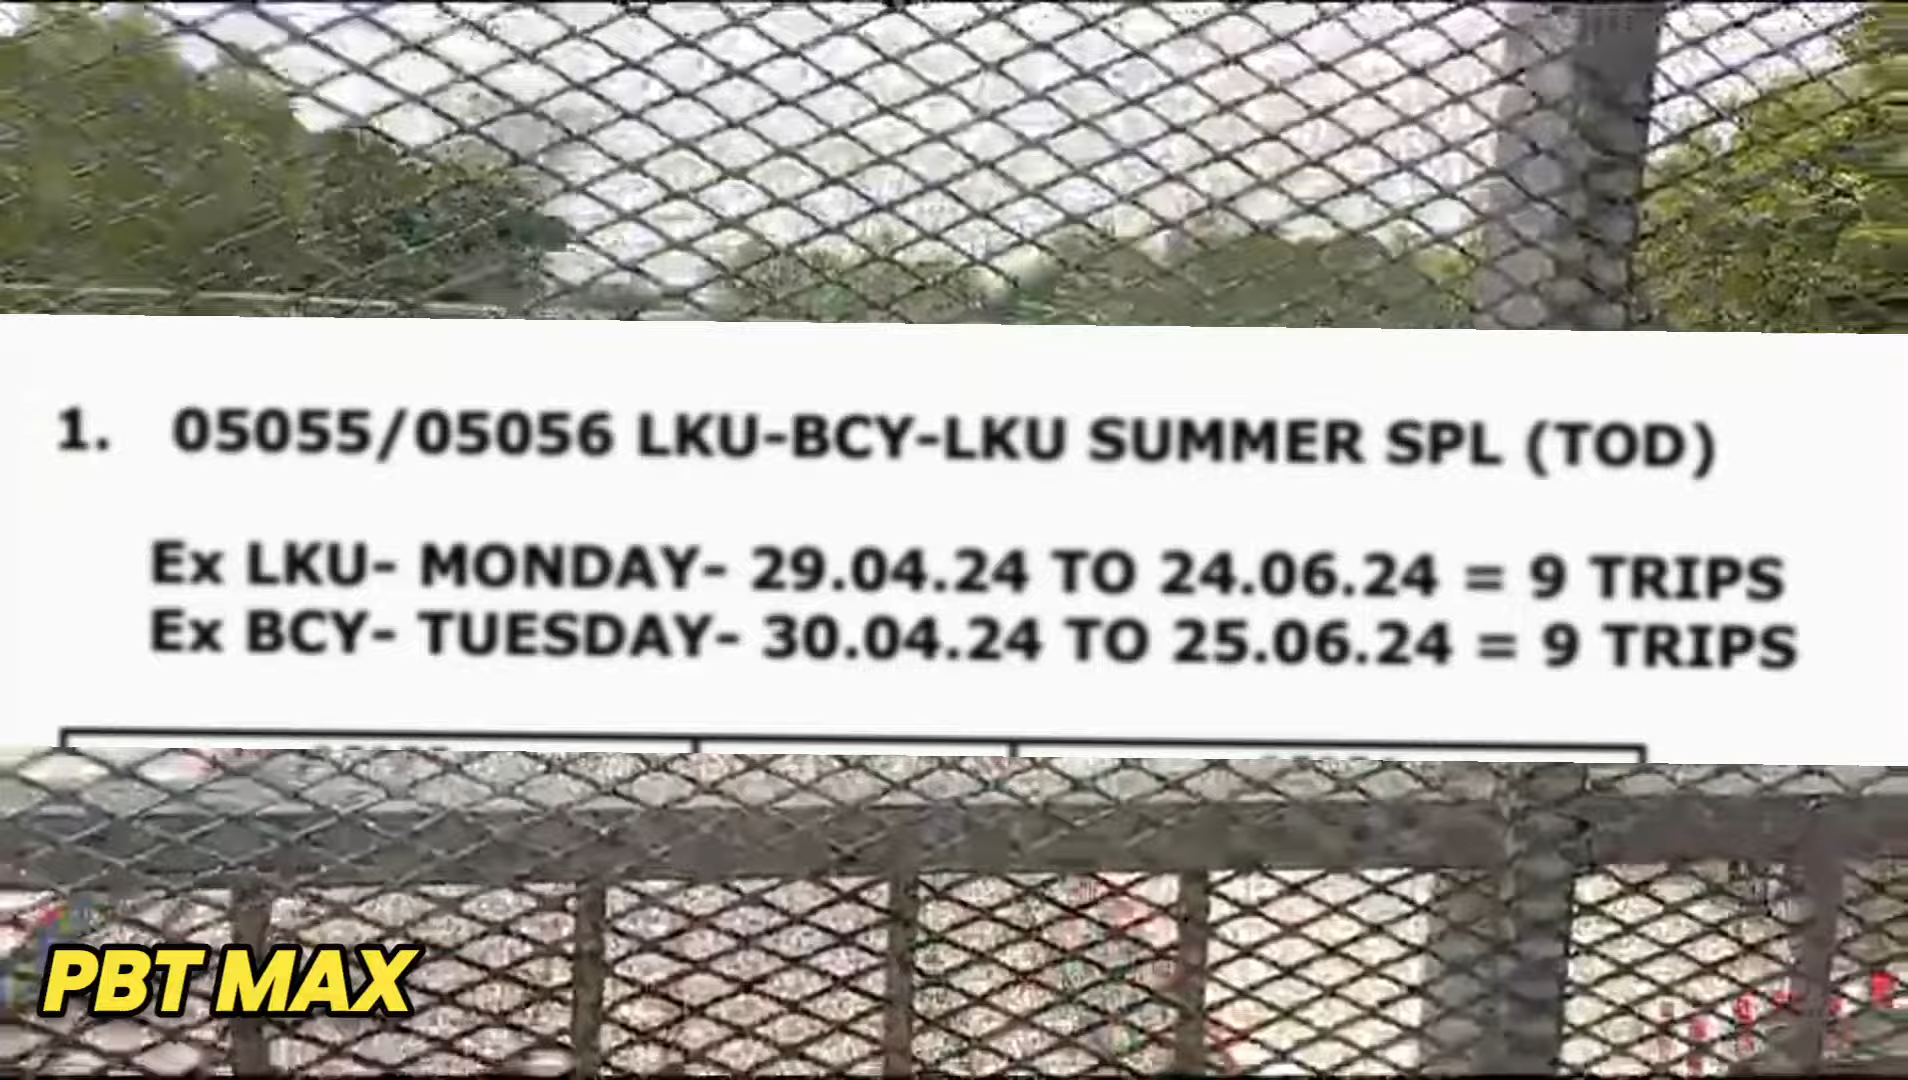 1. 05055/05056 LKU-BCY-LKU SUMMER SPL (TOD)
Ex LKU- MONDAY- 29.04.24 TO 24.06.24 = 9 TRIPS
Ex BCY- TUESDAY- 30.04.24 TO 25.06.24 = 9 TRIPS
PBT MAX